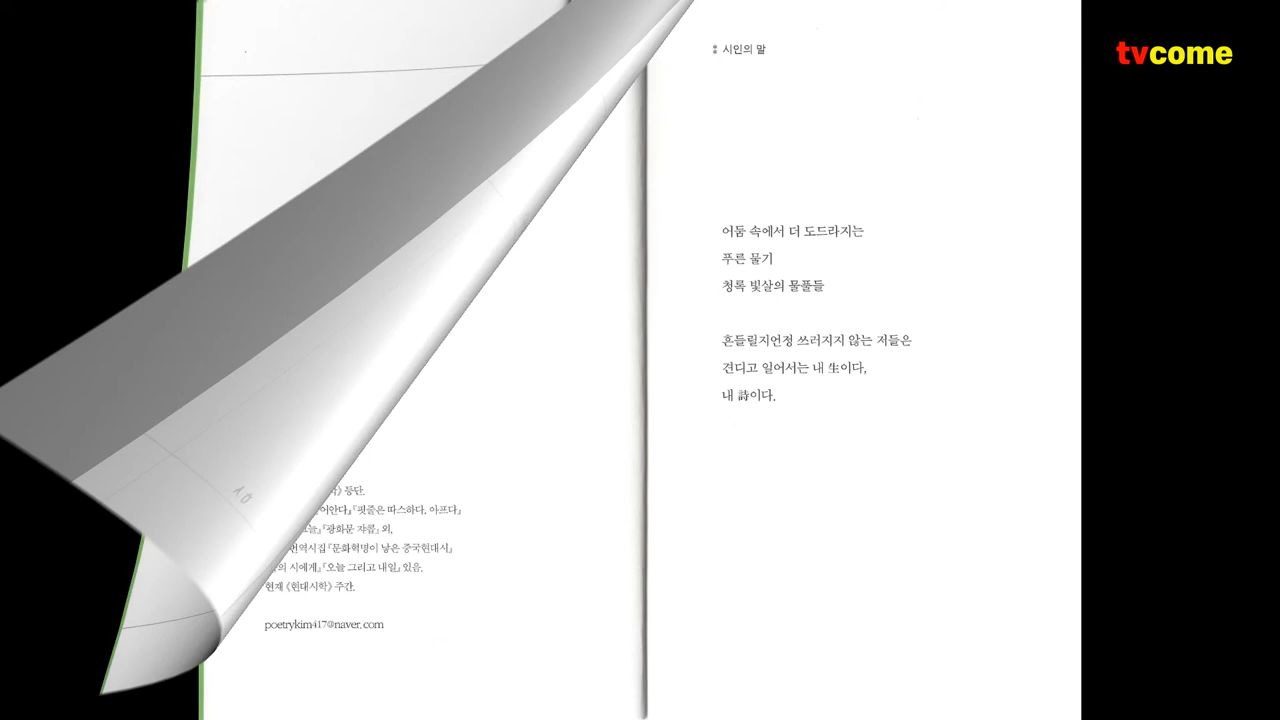 tvcome
시인의 말
어둠 속에서 더 도드라지는
푸른 물기
청록 빛살의 물풀들
흔들릴지언정 쓰러지지 않는 저들은
견디고 일어서는 내 生이다,
내 詩이다.
등단.
『핏줄은 따스하다, 아프다』
『광화문 쟈콥』 외,
번역시집 『문화혁명이 낳은 중국현대시』
시에게』 『오늘 그리고 내일』 있음.
현재 《현대시학》 주간.
poetrykim417@naver.com